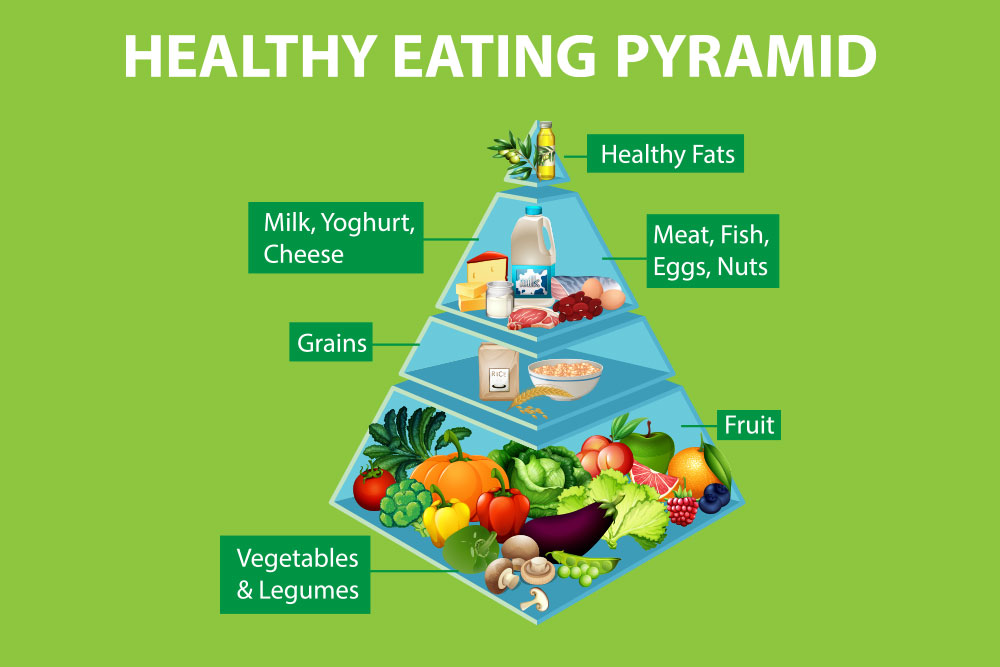 HEALTHY EATING PYRAMID
Healthy Fats
Milk, Yoghurt,
Cheese
Meat, Fish,
Eggs, Nuts
milk
Grains
RICE
Fruit
Vegetables
& Legumes